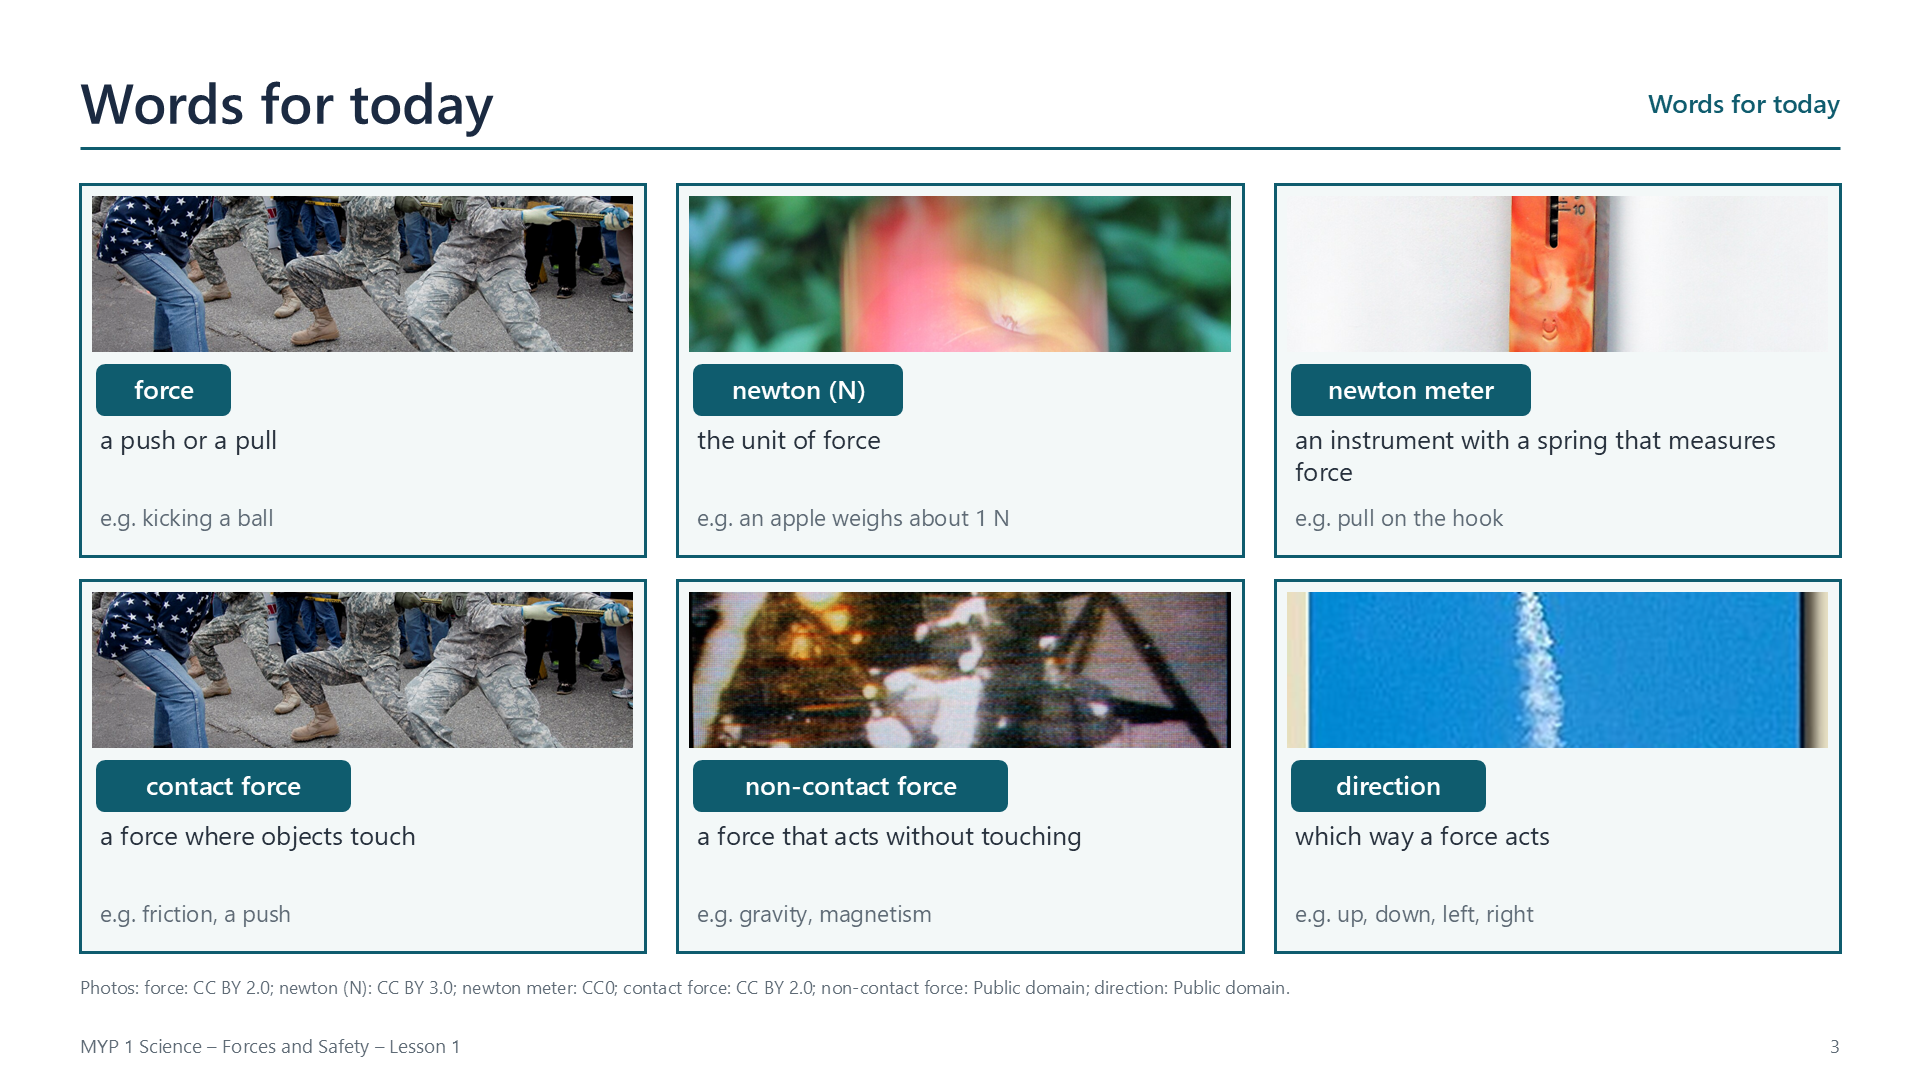 Words for today
Words for today
10
force
a push or a pull
e.g. kicking a ball
newton (N)
the unit of force
e.g. an apple weighs about 1 N
newton meter
an instrument with a spring that measures
force
e.g. pull on the hook
contact force
a force where objects touch
e.g. friction, a push
non-contact force
a force that acts without touching
e.g. gravity, magnetism
direction
which way a force acts
e.g. up, down, left, right
Photos: force: CC BY 2.0; newton (N): CC BY 3.0; newton meter: CC0; contact force: CC BY 2.0; non-contact force: Public domain; direction: Public domain.
MYP 1 Science – Forces and Safety – Lesson 1
3